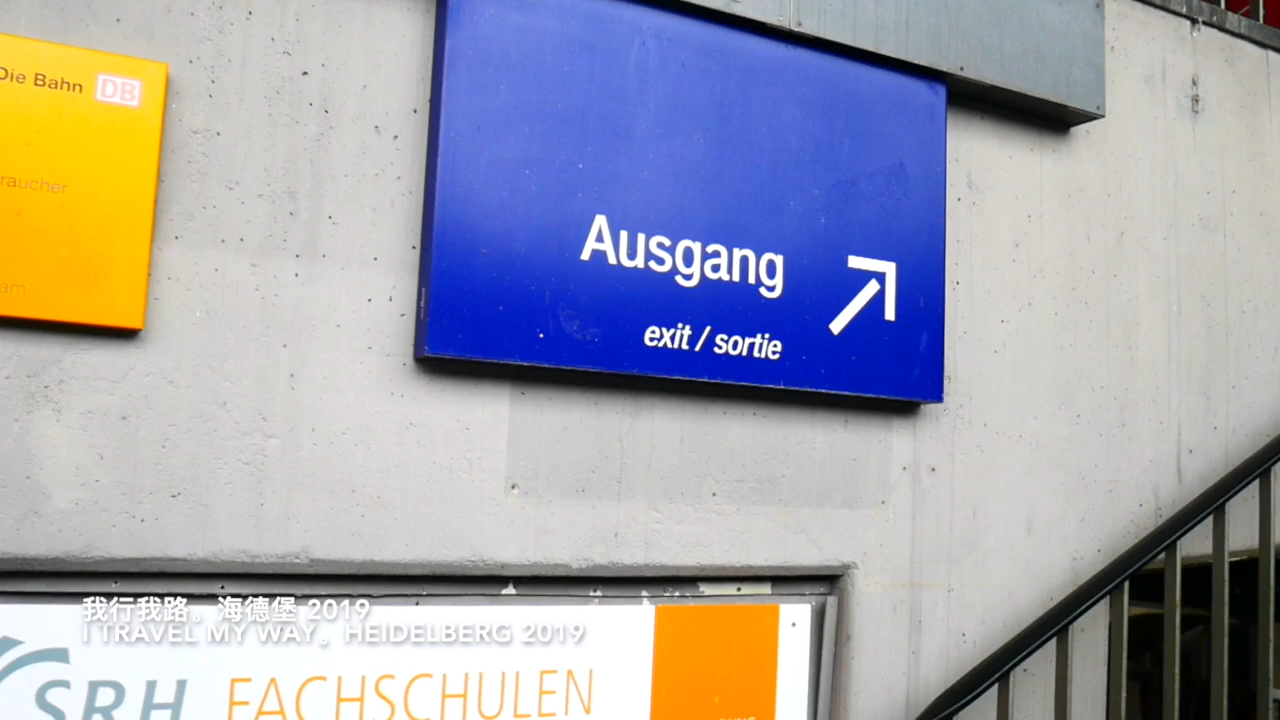 Die Bahn DB
raucher
am
Ausgang
exit / sortie
我行我路。海德堡 2019
I TRAVEL MY WAY。HEIDELBERG 2019
SRH FACHSCHULEN